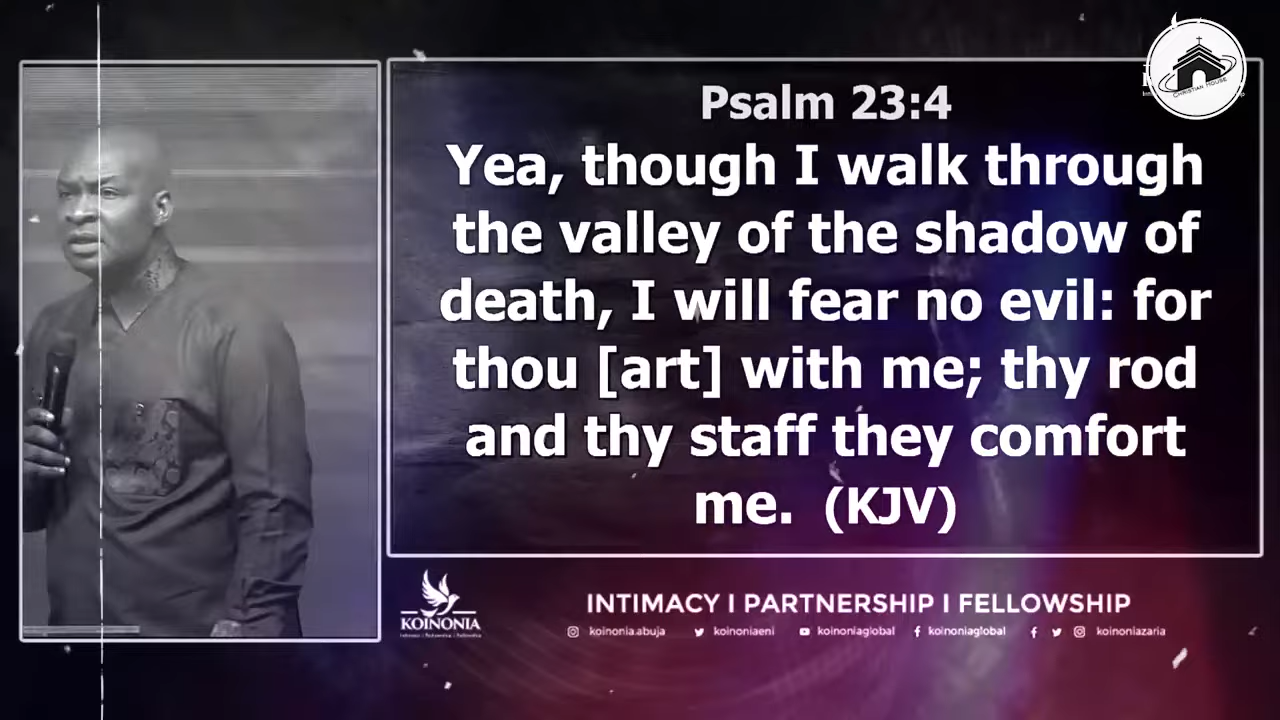 Psalm 23:4
Yea, though I walk through
the valley of the shadow of
death, I will fear no evil: for
thou [art] with me; thy rod
and thy staff they comfort
me. (KJV)
CHRISTIAN HOUSE
KOINONIA
INTIMACY I PARTNERSHIP I FELLOWSHIP
koinonia.abuja koinoniaeni koinoniaglobal koinoniaglobal koinoniazaria